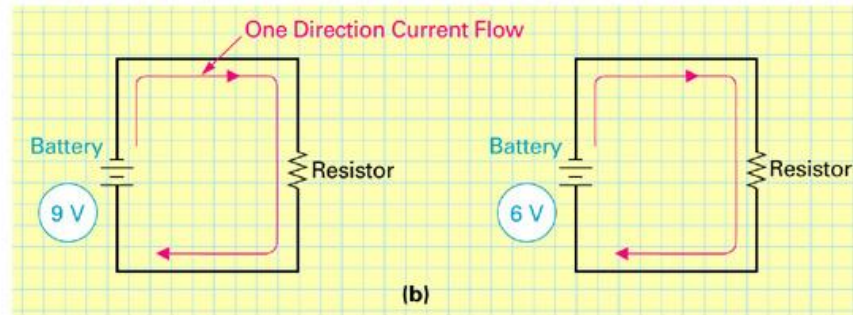 One Direction Current Flow
Battery
Resistor
9 V
Battery
Resistor
6 V
(b)